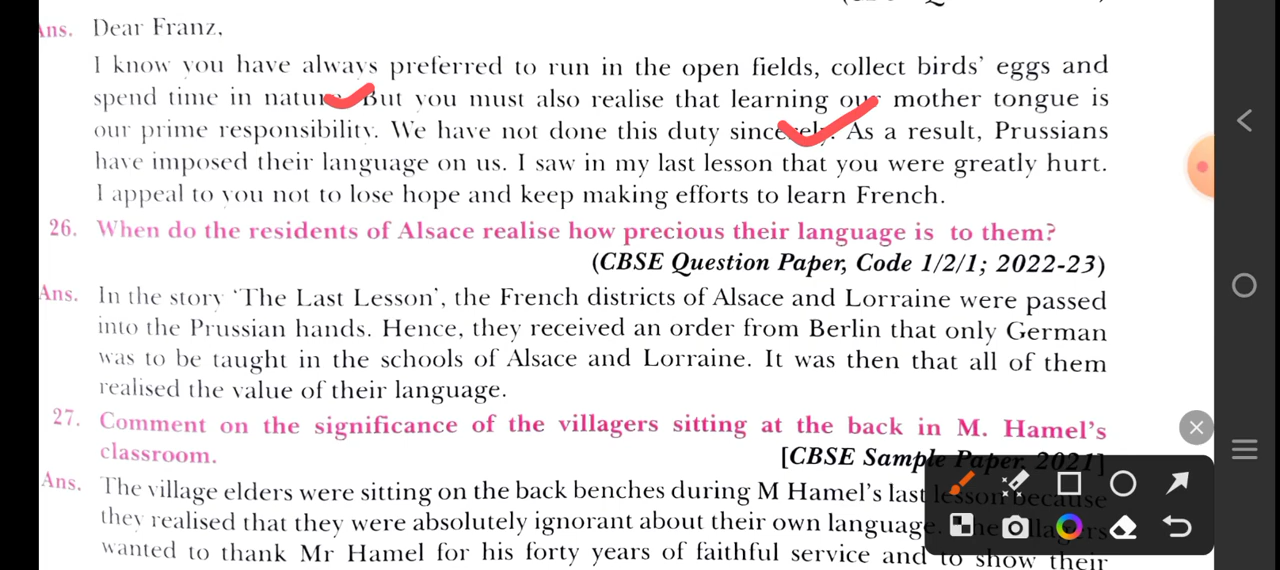 Ans. Dear Franz,
I know you have always preferred to run in the open fields, collect birds' eggs and
spend time in nature. But you must also realise that learning our mother tongue is
our prime responsibility. We have not done this duty sincerely. As a result, Prussians
have imposed their language on us. I saw in my last lesson that you were greatly hurt.
I appeal to you not to lose hope and keep making efforts to learn French.
26. When do the residents of Alsace realise how precious their language is to them?
(CBSE Question Paper, Code 1/2/1; 2022-23)
Ans. In the story 'The Last Lesson', the French districts of Alsace and Lorraine were passed
into the Prussian hands. Hence, they received an order from Berlin that only German
was to be taught in the schools of Alsace and Lorraine. It was then that all of them
realised the value of their language.
27. Comment on the significance of the villagers sitting at the back in M. Hamel's
classroom. [CBSE Sample Paper, 2021]
Ans. The village elders were sitting on the back benches during M Hamel's last lesson because
they realised that they were absolutely ignorant about their own language. The villagers
wanted to thank Mr Hamel for his forty years of faithful service and to show their